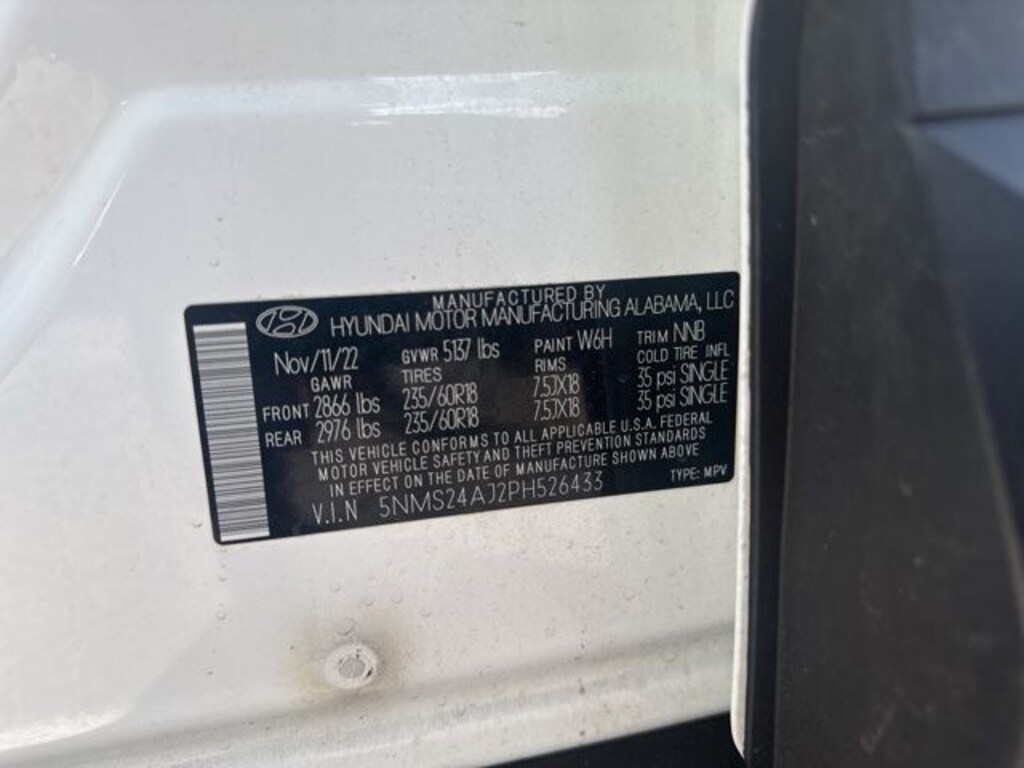 MANUFACTURED BY
HYUNDAI MOTOR MANUFACTURING ALABAMA, LLC
Nov/11/22 GVWR 5137 lbs PAINT W6H TRIM NNB
GAWR TIRES RIMS COLD TIRE INFL
FRONT 2866 lbs 235/60R18 7.5JX18 35 psi SINGLE
REAR 2976 lbs 235/60R18 7.5JX18 35 psi SINGLE
THIS VEHICLE CONFORMS TO ALL APPLICABLE U.S.A. FEDERAL
MOTOR VEHICLE SAFETY AND THEFT PREVENTION STANDARDS
IN EFFECT ON THE DATE OF MANUFACTURE SHOWN ABOVE
V.I.N 5NMS24AJ2PH526433 TYPE: MPV